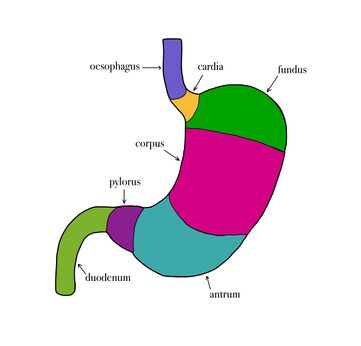 oesophagus
cardia
fundus
corpus
pylorus
duodenum
antrum